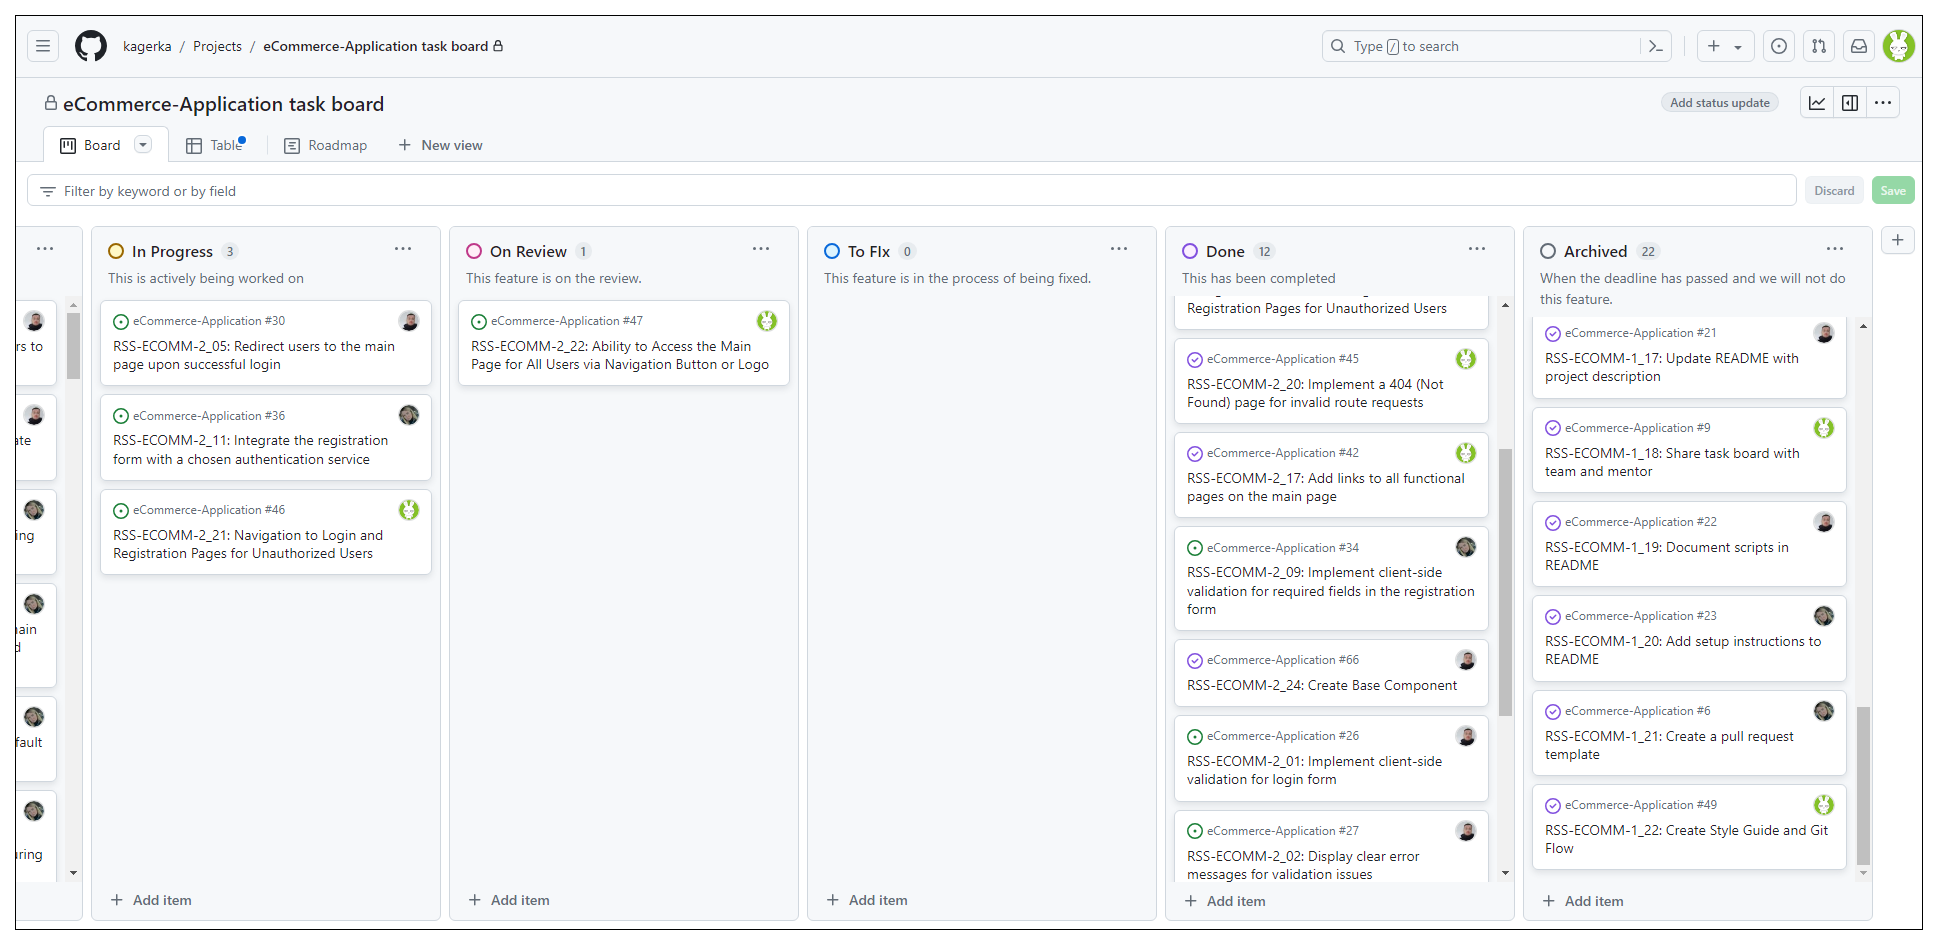 kagerka / Projects / eCommerce-Application task board
Type / to search
eCommerce-Application task board
Add status update
Board
Table
Roadmap
New view
Filter by keyword or by field
Discard
Save
rs to
ate
ing
nain
d
fault
uring
In Progress 3
This is actively being worked on
eCommerce-Application #30
RSS-ECOMM-2_05: Redirect users to the main
page upon successful login
eCommerce-Application #36
RSS-ECOMM-2_11: Integrate the registration
form with a chosen authentication service
eCommerce-Application #46
RSS-ECOMM-2_21: Navigation to Login and
Registration Pages for Unauthorized Users
Add item
On Review 1
This feature is on the review.
eCommerce-Application #47
RSS-ECOMM-2_22: Ability to Access the Main
Page for All Users via Navigation Button or Logo
Add item
To FIx 0
This feature is in the process of being fixed.
Add item
Done 12
This has been completed
Registration Pages for Unauthorized Users
eCommerce-Application #45
RSS-ECOMM-2_20: Implement a 404 (Not
Found) page for invalid route requests
eCommerce-Application #42
RSS-ECOMM-2_17: Add links to all functional
pages on the main page
eCommerce-Application #34
RSS-ECOMM-2_09: Implement client-side
validation for required fields in the registration
form
eCommerce-Application #66
RSS-ECOMM-2_24: Create Base Component
eCommerce-Application #26
RSS-ECOMM-2_01: Implement client-side
validation for login form
eCommerce-Application #27
RSS-ECOMM-2_02: Display clear error
messages for validation issues
Add item
Archived 22
When the deadline has passed and we will not do
this feature.
eCommerce-Application #21
RSS-ECOMM-1_17: Update README with
project description
eCommerce-Application #9
RSS-ECOMM-1_18: Share task board with
team and mentor
eCommerce-Application #22
RSS-ECOMM-1_19: Document scripts in
README
eCommerce-Application #23
RSS-ECOMM-1_20: Add setup instructions to
README
eCommerce-Application #6
RSS-ECOMM-1_21: Create a pull request
template
eCommerce-Application #49
RSS-ECOMM-1_22: Create Style Guide and Git
Flow
Add item